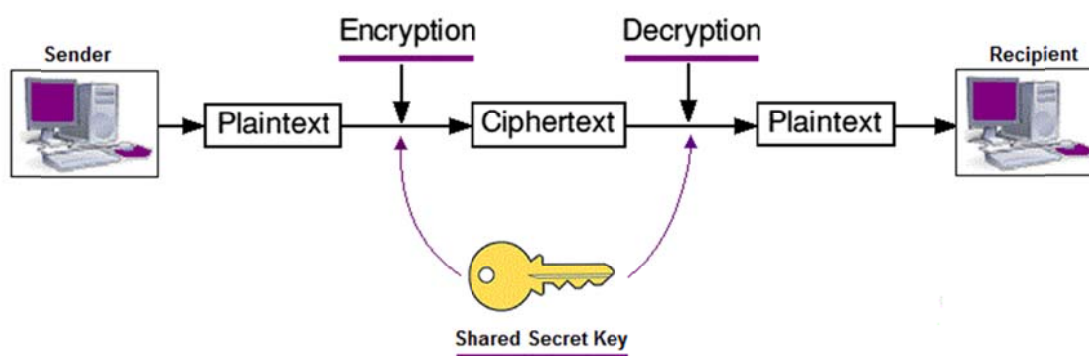 Encryption
Decryption
Sender
Recipient
Plaintext
Ciphertext
Plaintext
Shared Secret Key